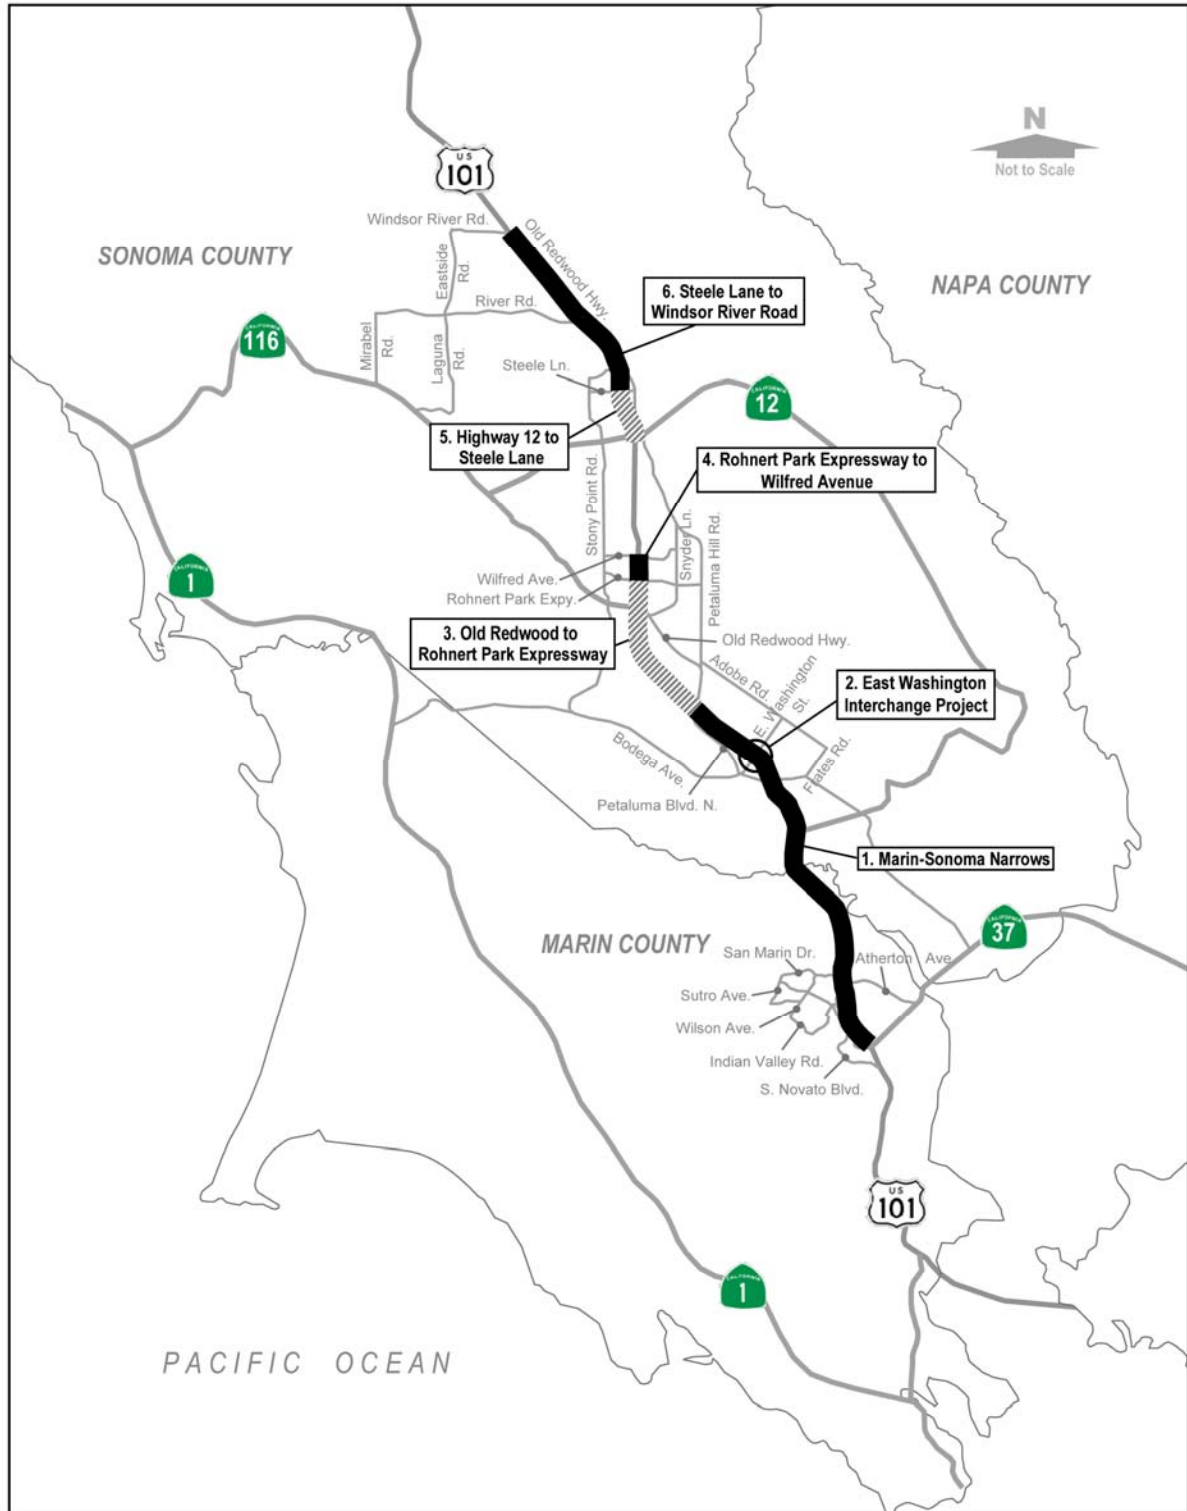 N
Not to Scale
US
101
Windsor River Rd.
Old Redwood Hwy.
SONOMA COUNTY
Eastside
Rd.
NAPA COUNTY
6. Steele Lane to
Windsor River Road
River Rd.
CALIFORNIA
116
Mirabel
Rd.
Laguna
Rd.
Steele Ln.
CALIFORNIA
12
5. Highway 12 to
Steele Lane
4. Rohnert Park Expressway to
Wilfred Avenue
Stony Point Rd.
Snyder Ln.
Petaluma Hill Rd.
CALIFORNIA
1
Wilfred Ave.
Rohnert Park Expy.
3. Old Redwood to
Rohnert Park Expressway
Old Redwood Hwy.
Adobe Rd.
E. Washington
St.
2. East Washington
Interchange Project
Bodega Ave.
Frates Rd.
Petaluma Blvd. N.
1. Marin-Sonoma Narrows
CALIFORNIA
37
MARIN COUNTY
San Marin Dr.
Atherton Ave.
Sutro Ave.
Wilson Ave.
Indian Valley Rd.
S. Novato Blvd.
US
101
CALIFORNIA
1
PACIFIC OCEAN